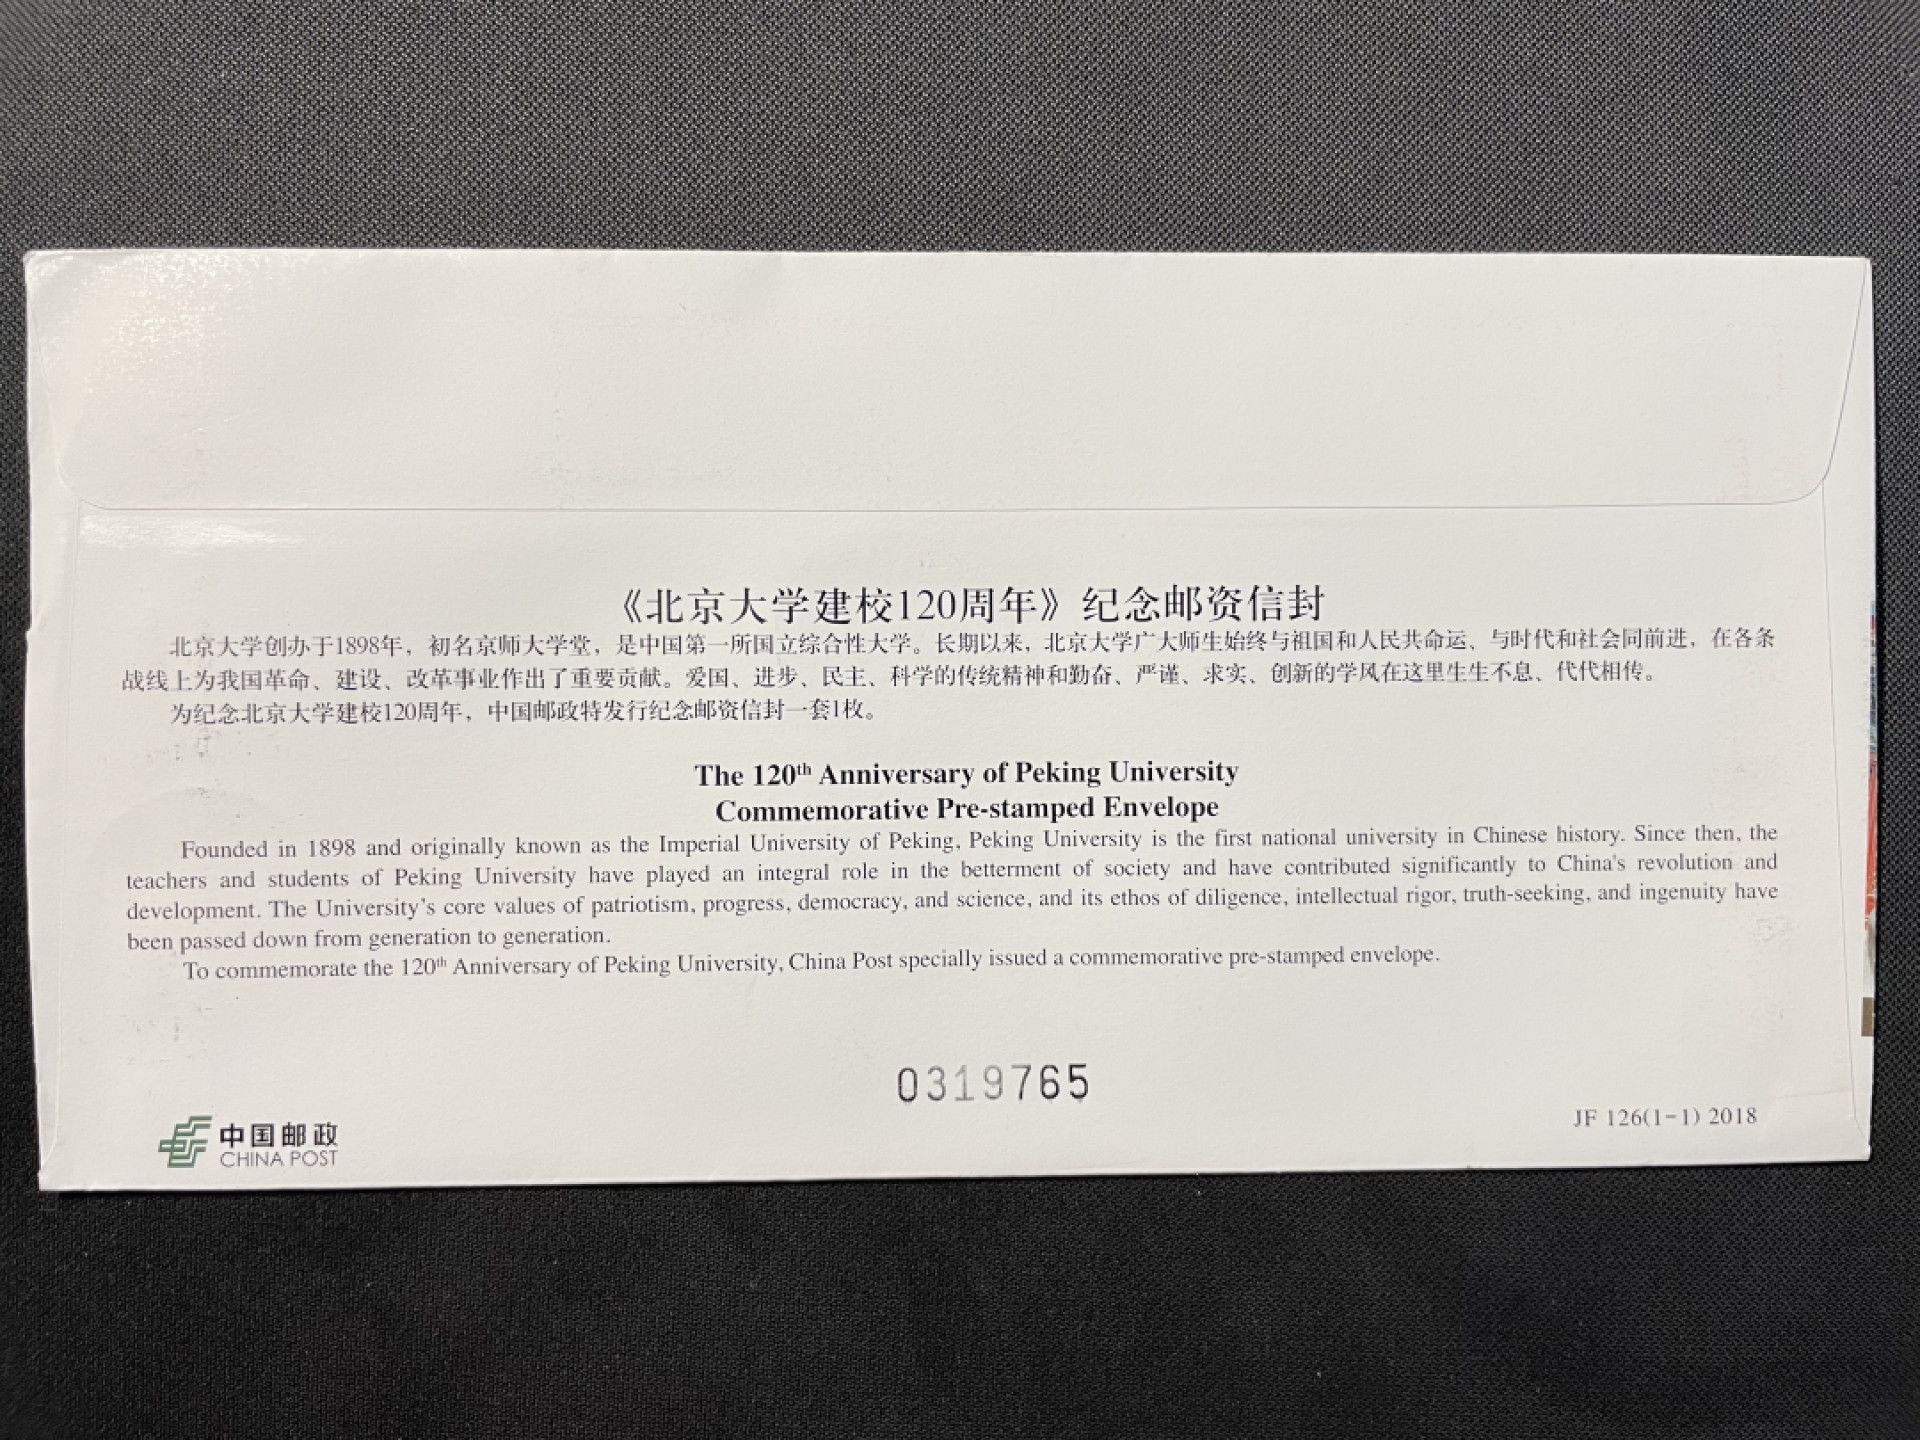 《北京大学建校120周年》纪念邮资信封
北京大学创办于1898年，初名京师大学堂，是中国第一所国立综合性大学。长期以来，北京大学广大师生始终与祖国和人民共命运、与时代和社会同前进，在各条
战线上为我国革命、建设、改革事业作出了重要贡献。爱国、进步、民主、科学的传统精神和勤奋、严谨、求实、创新的学风在这里生生不息、代代相传。
为纪念北京大学建校120周年，中国邮政特发行纪念邮资信封一套1枚。
The 120th Anniversary of Peking University
Commemorative Pre-stamped Envelope
Founded in 1898 and originally known as the Imperial University of Peking, Peking University is the first national university in Chinese history. Since then, the
teachers and students of Peking University have played an integral role in the betterment of society and have contributed significantly to China's revolution and
development. The University's core values of patriotism, progress, democracy, and science, and its ethos of diligence, intellectual rigor, truth-seeking, and ingenuity have
been passed down from generation to generation.
To commemorate the 120th Anniversary of Peking University, China Post specially issued a commemorative pre-stamped envelope.
0319765
中国邮政
CHINA POST
JF 126(1-1) 2018